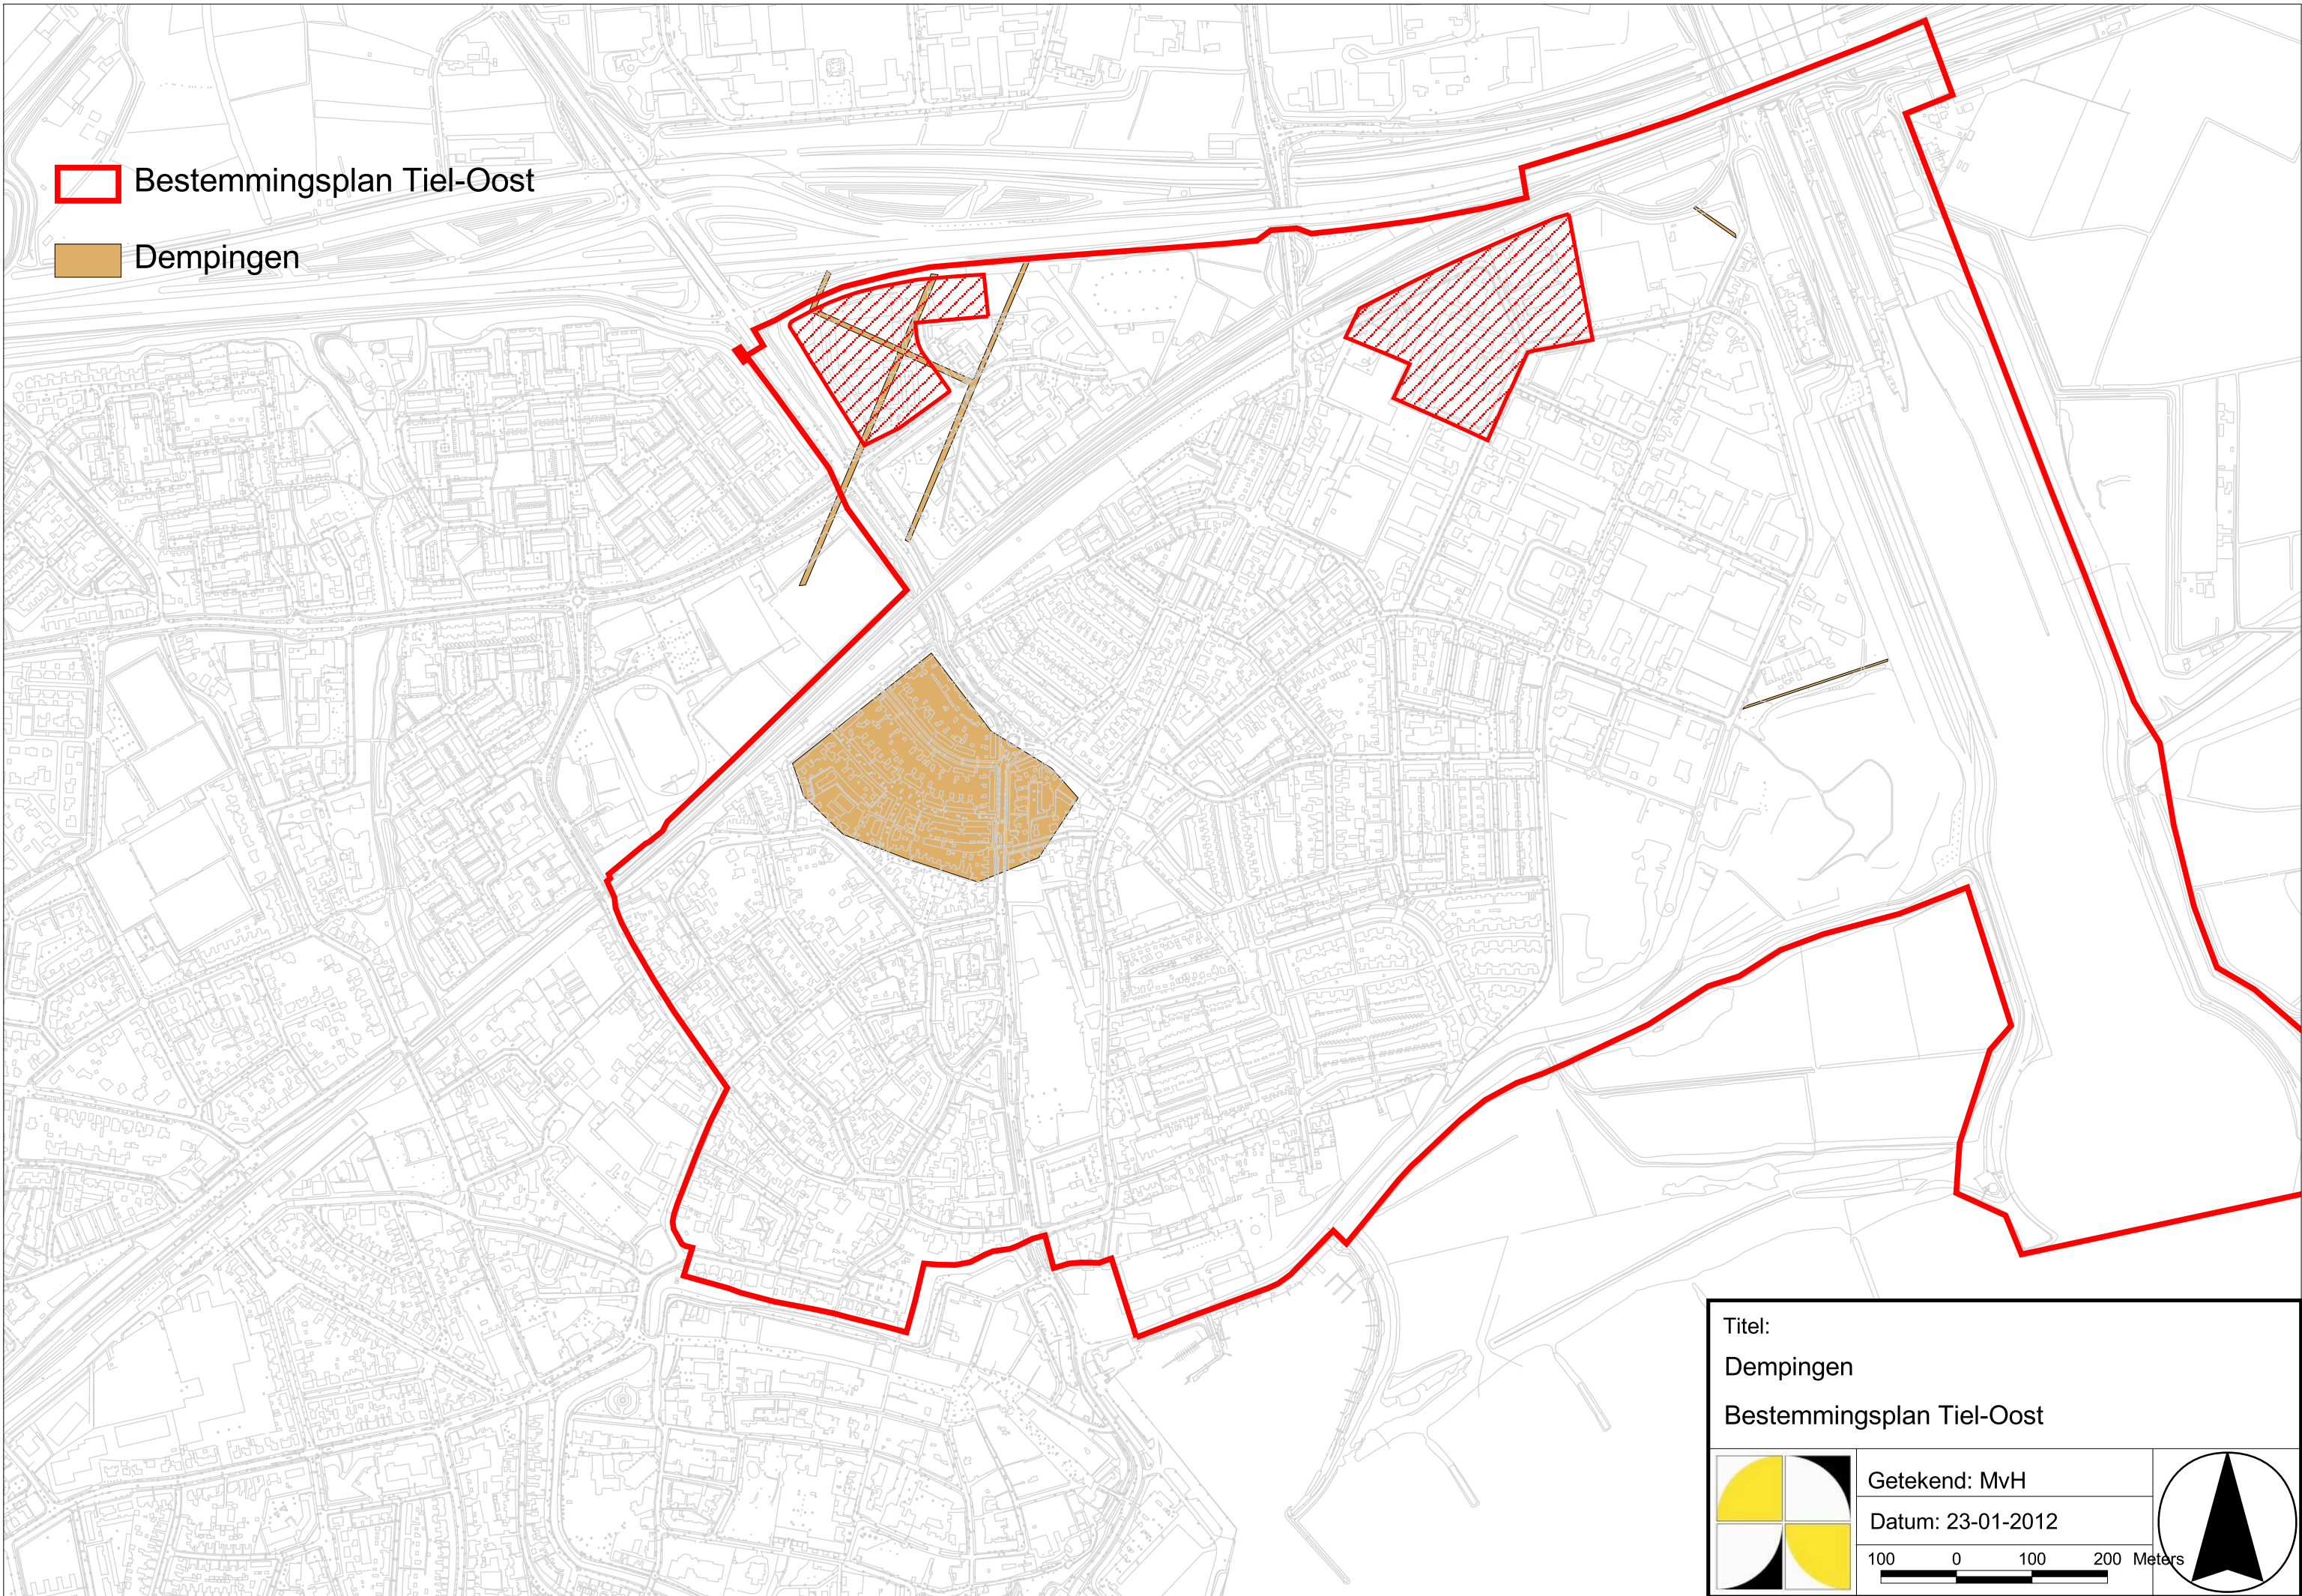 Bestemmingsplan Tiel-Oost
Dempingen
Titel:
Dempingen
Bestemmingsplan Tiel-Oost
Getekend: MvH
Datum: 23-01-2012
100 0 100 200 Meters